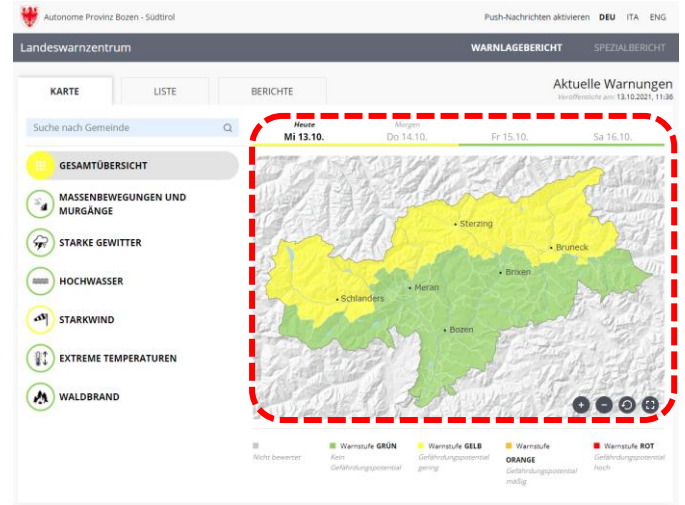 Autonome Provinz Bozen - Südtirol
Push-Nachrichten aktivieren DEU ITA ENG
Landeswarnzentrum
WARNLAGEBERICHT SPEZIALBERICHT
KARTE LISTE BERICHTE
Aktuelle Warnungen
Veröffentlicht am: 13.10.2021, 11:36
Suche nach Gemeinde
Heute Morgen
Mi 13.10. Do 14.10. Fr 15.10. Sa 16.10.
GESAMTÜBERSICHT
MASSENBEWEGUNGEN UND
MURGÄNGE
STARKE GEWITTER
HOCHWASSER
STARKWIND
EXTREME TEMPERATUREN
WALDBRAND
Sterzing
Bruneck
Brixen
Meran
Schlanders
Bozen
Nicht bewertet
Warnstufe GRÜN
Kein
Gefährdungspotential
Warnstufe GELB
Gefährdungspotential
gering
Warnstufe
ORANGE
Gefährdungspotential
mäßig
Warnstufe ROT
Gefährdungspotential
hoch